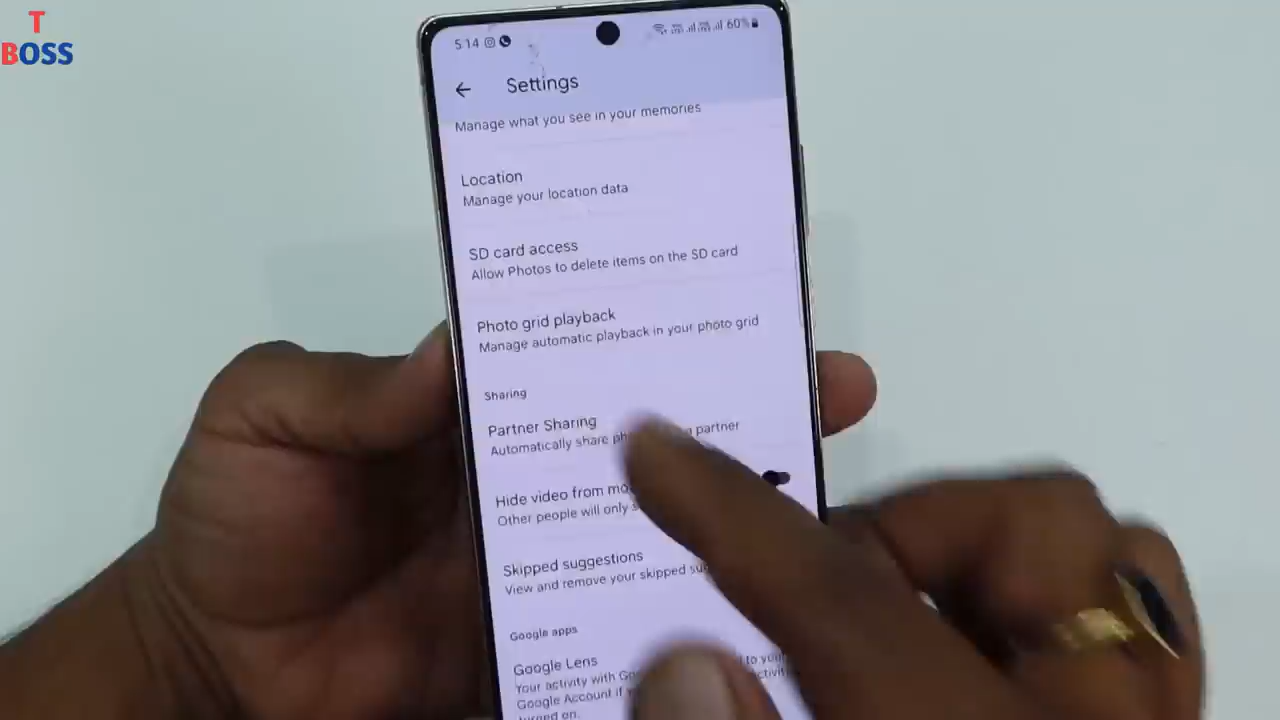 T
BOSS
5:14
60%
Settings
Manage what you see in your memories
Location
Manage your location data
SD card access
Allow Photos to delete items on the SD card
Photo grid playback
Manage automatic playback in your photo grid
Sharing
Partner Sharing
Automatically share partner
Hide video from
Other people will only
Skipped suggestions
View and remove your skipped
Google apps
Google Lens
Your activity with to
Google Account if
turned on.